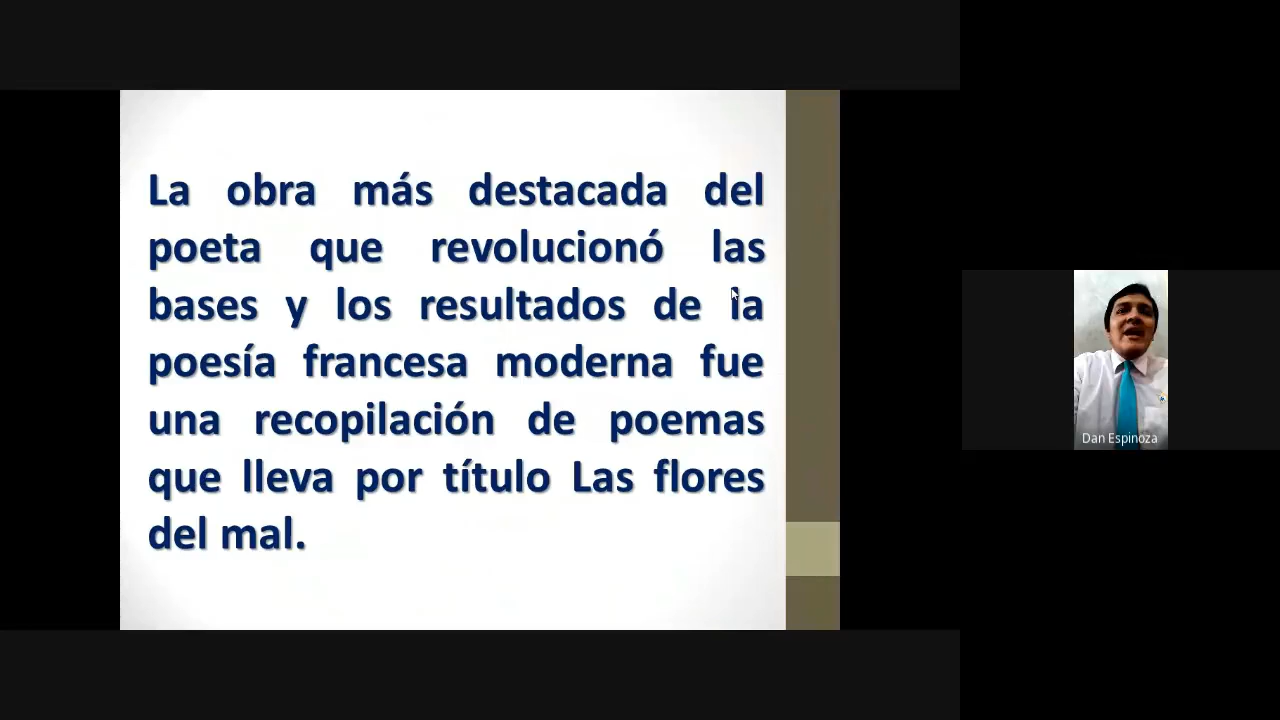 La obra más destacada del
poeta que revolucionó las
bases y los resultados de la
poesía francesa moderna fue
una recopilación de poemas
que lleva por título Las flores
del mal.
Dan Espinoza